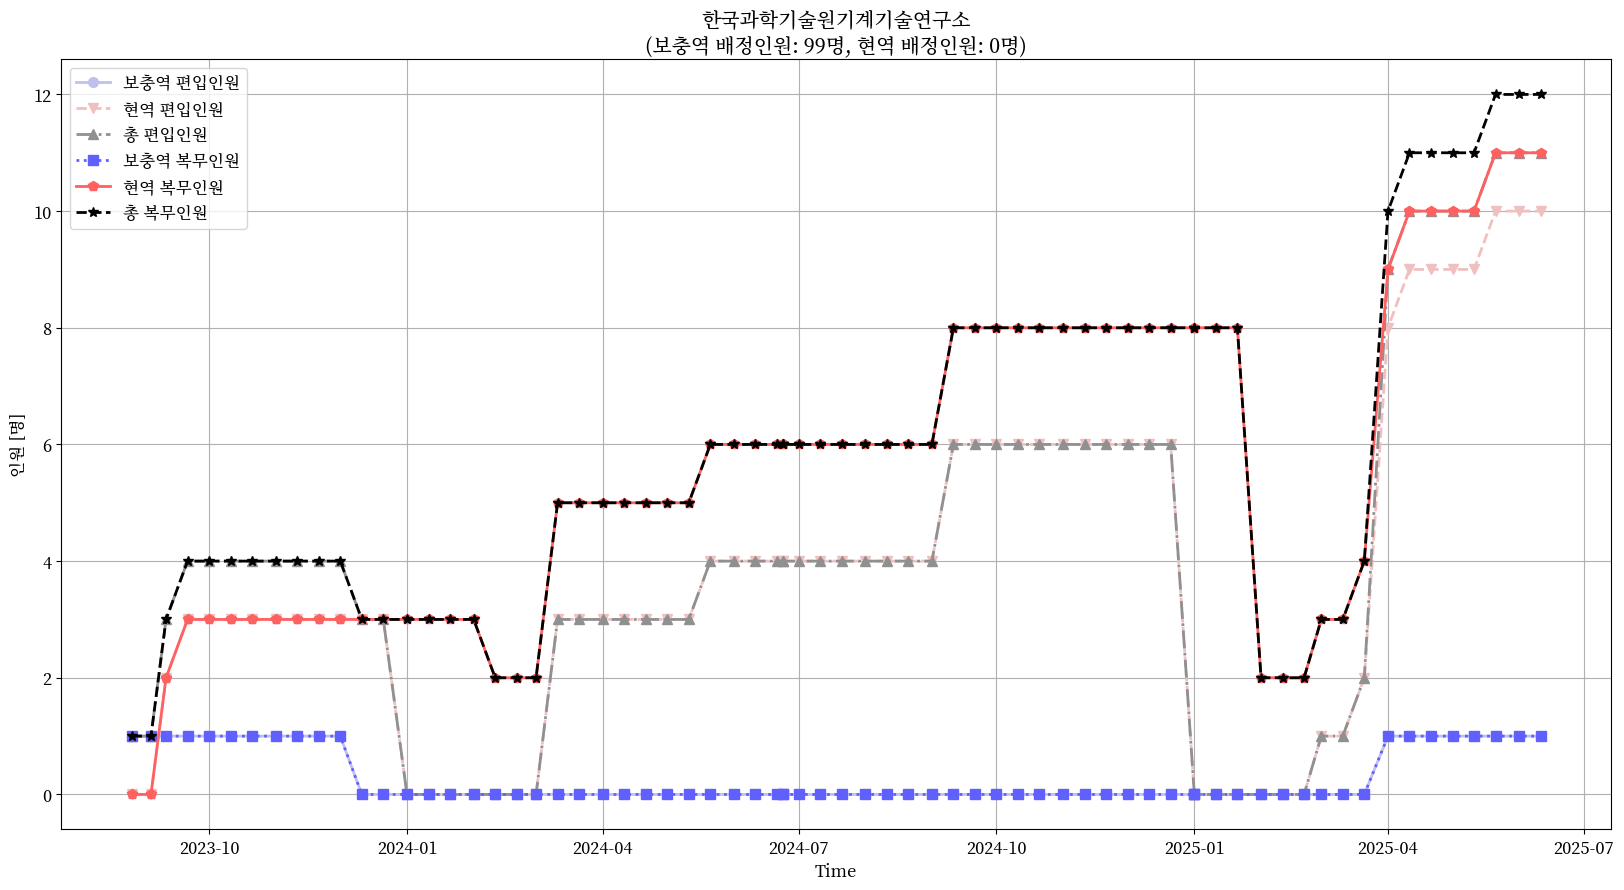 한국과학기술원기계기술연구소
(보충역 배정인원: 99명, 현역 배정인원: 0명)
보충역 편입인원
현역 편입인원
총 편입인원
보충역 복무인원
현역 복무인원
총 복무인원
인원 [명]
12
10
8
6
4
2
0
2023-10 2024-01 2024-04 2024-07 2024-10 2025-01 2025-04 2025-07
Time